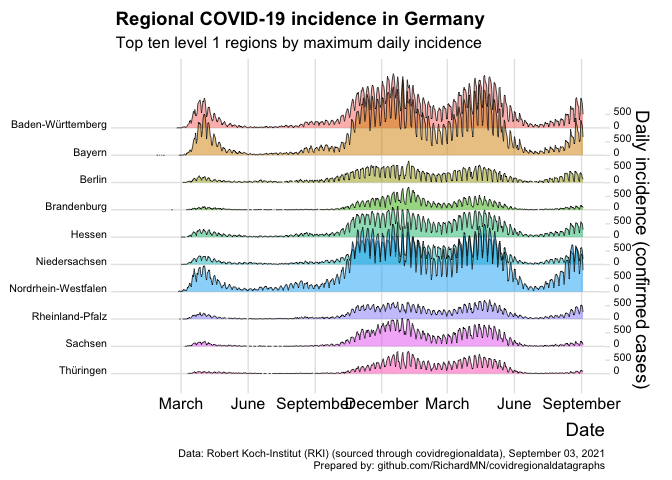 Regional COVID-19 incidence in Germany
Top ten level 1 regions by maximum daily incidence
Baden-Württemberg
500
0
Bayern
500
0
Berlin
500
0
Brandenburg
500
0
Hessen
500
0
Niedersachsen
500
0
Nordrhein-Westfalen
500
0
Rheinland-Pfalz
500
0
Sachsen
500
0
Thüringen
500
0
Daily incidence (confirmed cases)
March June September December March June September
Date
Data: Robert Koch-Institut (RKI) (sourced through covidregionaldata), September 03, 2021
Prepared by: github.com/RichardMN/covidregionaldatagraphs